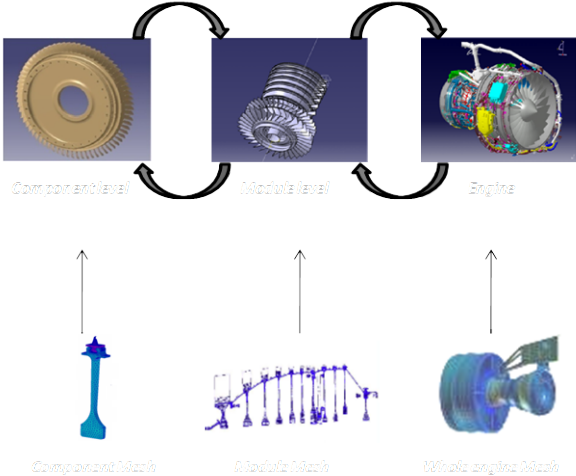 Component level
Module level
Engine
Component Mesh
Module Mesh
Whole engine Mesh